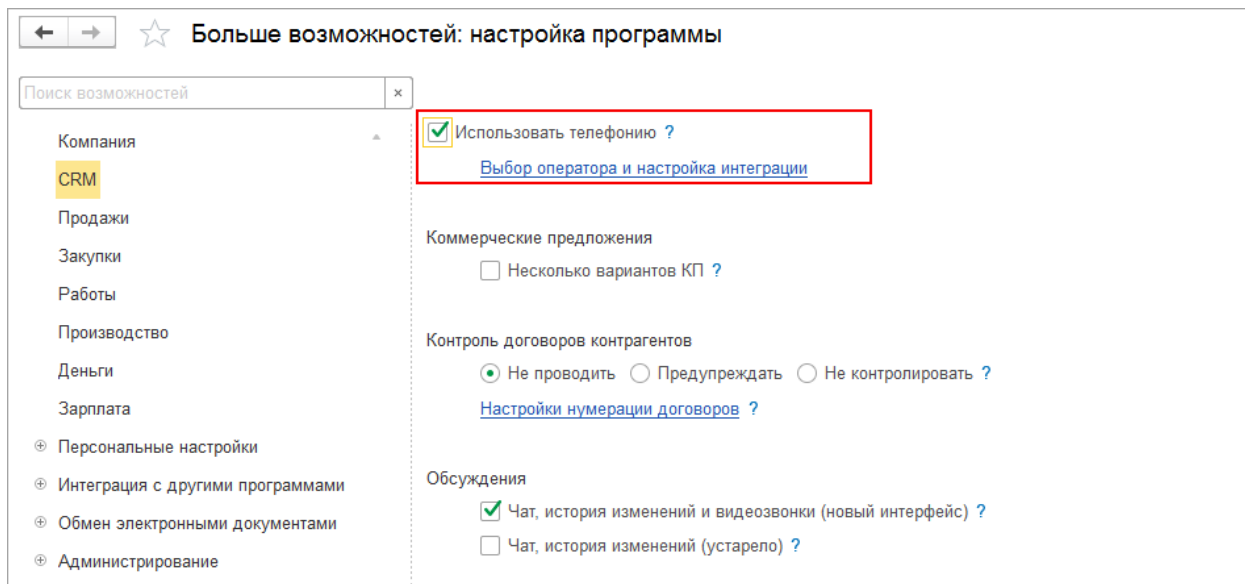 Больше возможностей: настройка программы
Поиск возможностей ×
Компания
CRM
Продажи
Закупки
Работы
Производство
Деньги
Зарплата
Персональные настройки
Интеграция с другими программами
Обмен электронными документами
Администрирование
Использовать телефонию ?
Выбор оператора и настройка интеграции
Коммерческие предложения
Несколько вариантов КП ?
Контроль договоров контрагентов
Не проводить Предупреждать Не контролировать ?
Настройки нумерации договоров ?
Обсуждения
Чат, история изменений и видеозвонки (новый интерфейс) ?
Чат, история изменений (устарело) ?